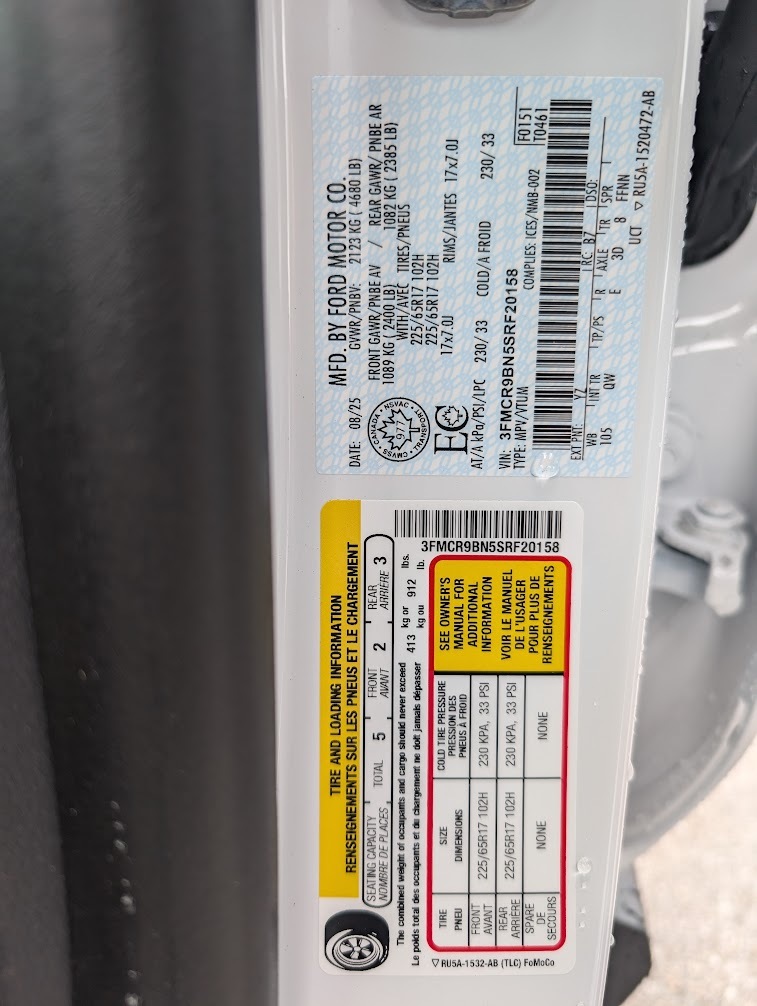 MFD. BY FORD MOTOR CO.
DATE: 08/25
GVWR/PNBV: 2123 KG ( 4680 LB)
FRONT GAWR/PNBE AV / REAR GAWR/ PNBE AR
1089 KG ( 2400 LB) 1082 KG ( 2385 LB)
WITH/AVEC TIRES/PNEUS
225/65R17 102H
225/65R17 102H
17x7.0J RIMS/JANTES 17x7.0J
CMVSS • CANADA • NSVAC • TRANSPORT
977
EC
AT/A kPa/PSI/LPC 230/ 33 COLD/A FROID 230/ 33
VIN: 3FMCR9BN5SRF20158
TYPE: MPV/VTUM COMPLIES: ICES/NMB-002
F0151
T0461
EXT PNT: YZ RC: B7 DSO:
WB INT TR TP/PS R AXLE TR SPR
105 QW E 3D 8 FFNN
UCT ▽ RU5A-1520472-AB
TIRE AND LOADING INFORMATION
RENSEIGNEMENTS SUR LES PNEUS ET LE CHARGEMENT
SEATING CAPACITY TOTAL 5 FRONT 2 REAR 3
NOMBRE DE PLACES AVANT ARRIÈRE
The combined weight of occupants and cargo should never exceed 413 kg or 912 lbs.
Le poids total des occupants et du chargement ne doit jamais dépasser kg ou lb.
3FMCR9BN5SRF20158
TIRE SIZE COLD TIRE PRESSURE
PNEU DIMENSIONS PRESSION DES
PNEUS À FROID
FRONT 225/65R17 102H 230 KPA, 33 PSI
AVANT
REAR 225/65R17 102H 230 KPA, 33 PSI
ARRIÈRE
SPARE NONE NONE
DE
SECOURS
SEE OWNER'S
MANUAL FOR
ADDITIONAL
INFORMATION
VOIR LE MANUEL
DE L'USAGER
POUR PLUS DE
RENSEIGNEMENTS
▽ RU5A-1532-AB (TLC) FoMoCo